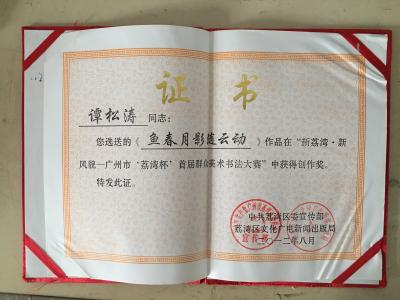 证 书
谭松涛 同志：
您选送的《 鱼春月影随云动 》作品在“新荔湾·新
风貌—广州市‘荔湾杯’首届群众美术书法大赛”中获得创作奖。
特发此证。
中共荔湾区委宣传部
荔湾区文化广电新闻出版局
二〇一二年八月